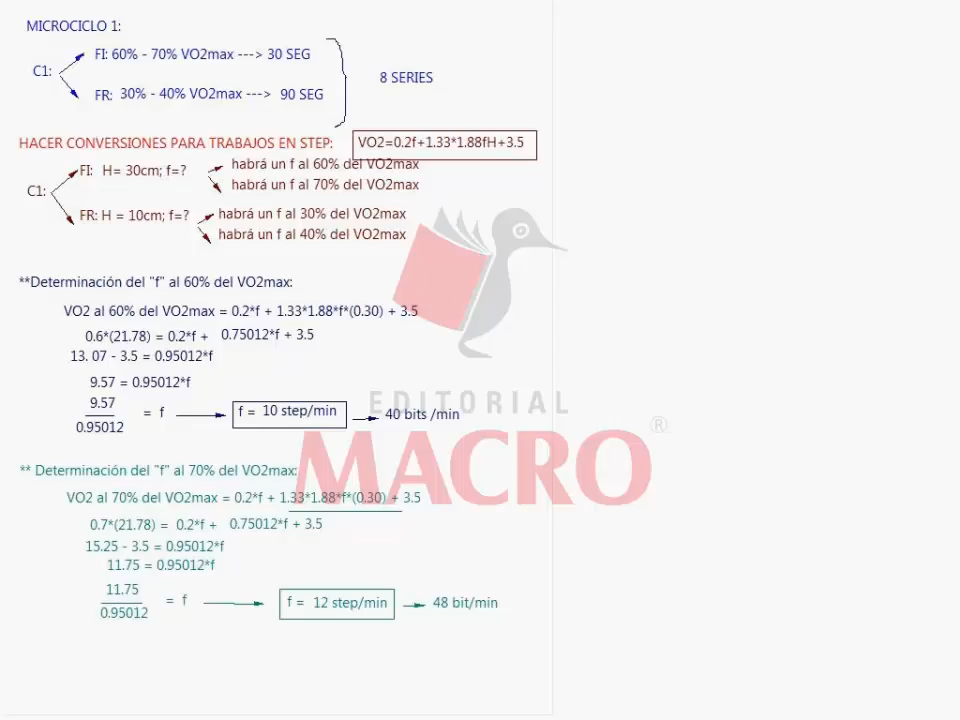 MICROCICLO 1:
C1:
FI: 60% - 70% VO2max ---> 30 SEG
FR: 30% - 40% VO2max ---> 90 SEG
8 SERIES
HACER CONVERSIONES PARA TRABAJOS EN STEP:
VO2=0.2f+1.33*1.88fH+3.5
C1:
FI: H= 30cm; f=?
habrá un f al 60% del VO2max
habrá un f al 70% del VO2max
FR: H = 10cm; f=?
habrá un f al 30% del VO2max
habrá un f al 40% del VO2max
**Determinación del "f" al 60% del VO2max:
VO2 al 60% del VO2max = 0.2*f + 1.33*1.88*f*(0.30) + 3.5
0.6*(21.78) = 0.2*f + 0.75012*f + 3.5
13. 07 - 3.5 = 0.95012*f
9.57 = 0.95012*f
9.57
0.95012
= f
f = 10 step/min
40 bits /min
EDITORIAL
MACRO®
** Determinación del "f" al 70% del VO2max:
VO2 al 70% del VO2max = 0.2*f + 1.33*1.88*f*(0.30) + 3.5
0.7*(21.78) = 0.2*f + 0.75012*f + 3.5
15.25 - 3.5 = 0.95012*f
11.75 = 0.95012*f
11.75
0.95012
= f
f = 12 step/min
48 bit/min